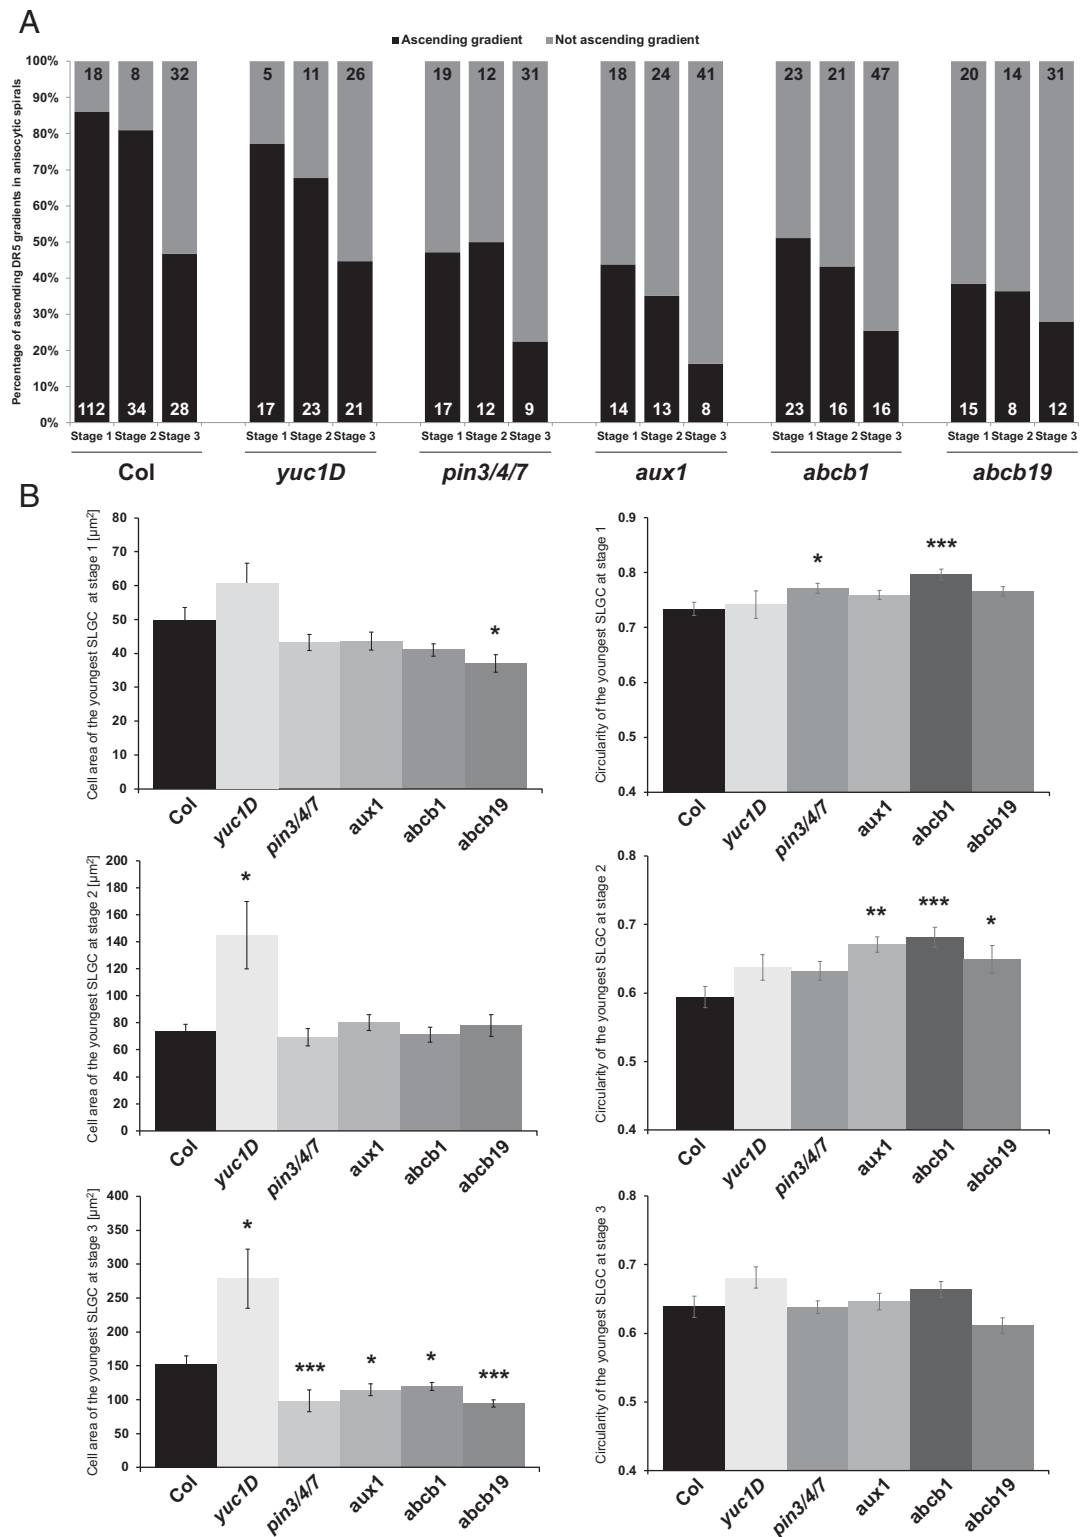 A
Ascending gradient Not ascending gradient
Percentage of ascending DR5 gradients in anisocytic spirals
100%
90%
80%
70%
60%
50%
40%
30%
20%
10%
0%
18 8 32 5 11 26 19 12 31 18 24 41 23 21 47 20 14 31
112 34 28 17 23 21 17 12 9 14 13 8 23 16 16 15 8 12
Stage 1 Stage 2 Stage 3 Stage 1 Stage 2 Stage 3 Stage 1 Stage 2 Stage 3 Stage 1 Stage 2 Stage 3 Stage 1 Stage 2 Stage 3 Stage 1 Stage 2 Stage 3
Col yuc1D pin3/4/7 aux1 abcb1 abcb19
B
Cell area of the youngest SLGC at stage 1 [µm²]
80
70
60
50
40
30
20
10
0
*
Col yuc1D pin3/4/7 aux1 abcb1 abcb19
Circularity of the youngest SLGC at stage 1
0.9
0.8
0.7
0.6
0.5
0.4
* ***
Col yuc1D pin3/4/7 aux1 abcb1 abcb19
Cell area of the youngest SLGC at stage 2 [µm²]
200
180
160
140
120
100
80
60
40
20
0
*
Col yuc1D pin3/4/7 aux1 abcb1 abcb19
Circularity of the youngest SLGC at stage 2
0.8
0.7
0.6
0.5
0.4
** *** *
Col yuc1D pin3/4/7 aux1 abcb1 abcb19
Cell area of the youngest SLGC at stage 3 [µm²]
400
350
300
250
200
150
100
50
0
* *** * * ***
Col yuc1D pin3/4/7 aux1 abcb1 abcb19
Circularity of the youngest SLGC at stage 3
0.8
0.7
0.6
0.5
0.4
Col yuc1D pin3/4/7 aux1 abcb1 abcb19